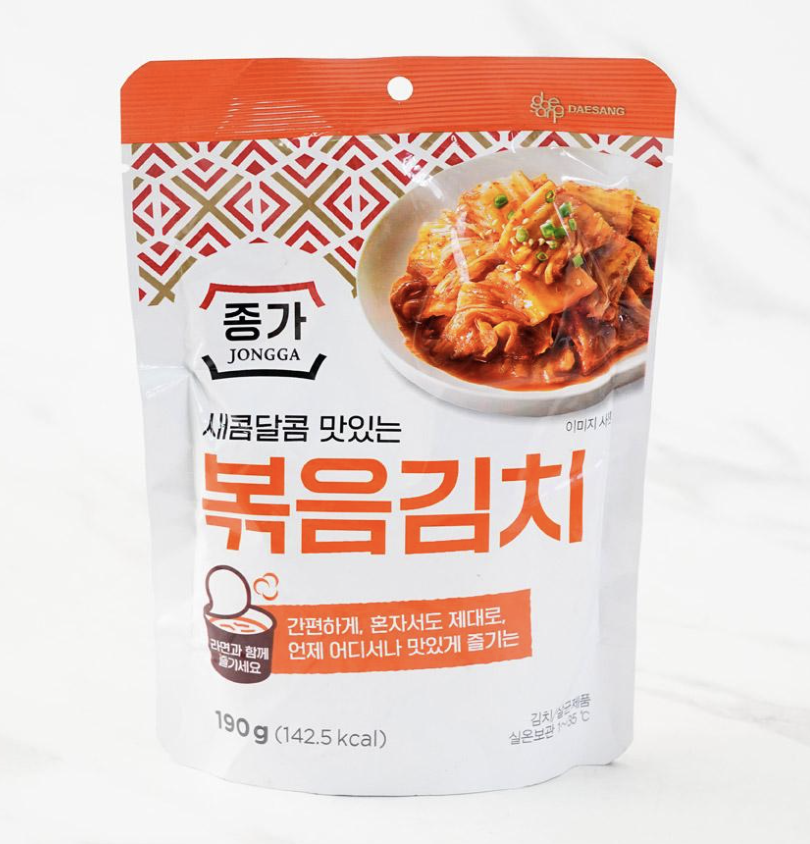 daesang DAESANG
종가
JONGGA
새콤달콤 맛있는
이미지 사진
볶음김치
라면과 함께
즐기세요
간편하게, 혼자서도 제대로,
언제 어디서나 맛있게 즐기는
190g (142.5 kcal)
김치/살균제품
실온보관 1~35℃